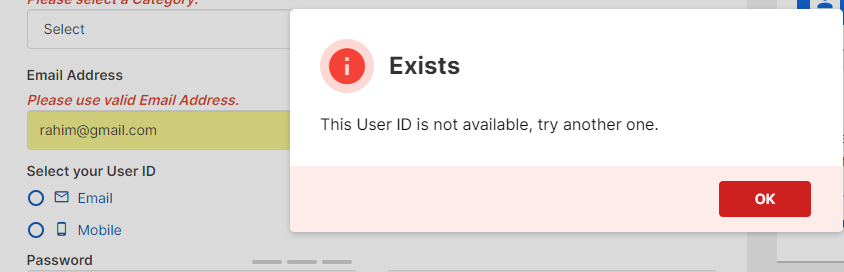 Please select a Category.
Select
Email Address
Please use valid Email Address.
rahim@gmail.com
Select your User ID
Email
Mobile
Password
Exists
This User ID is not available, try another one.
OK